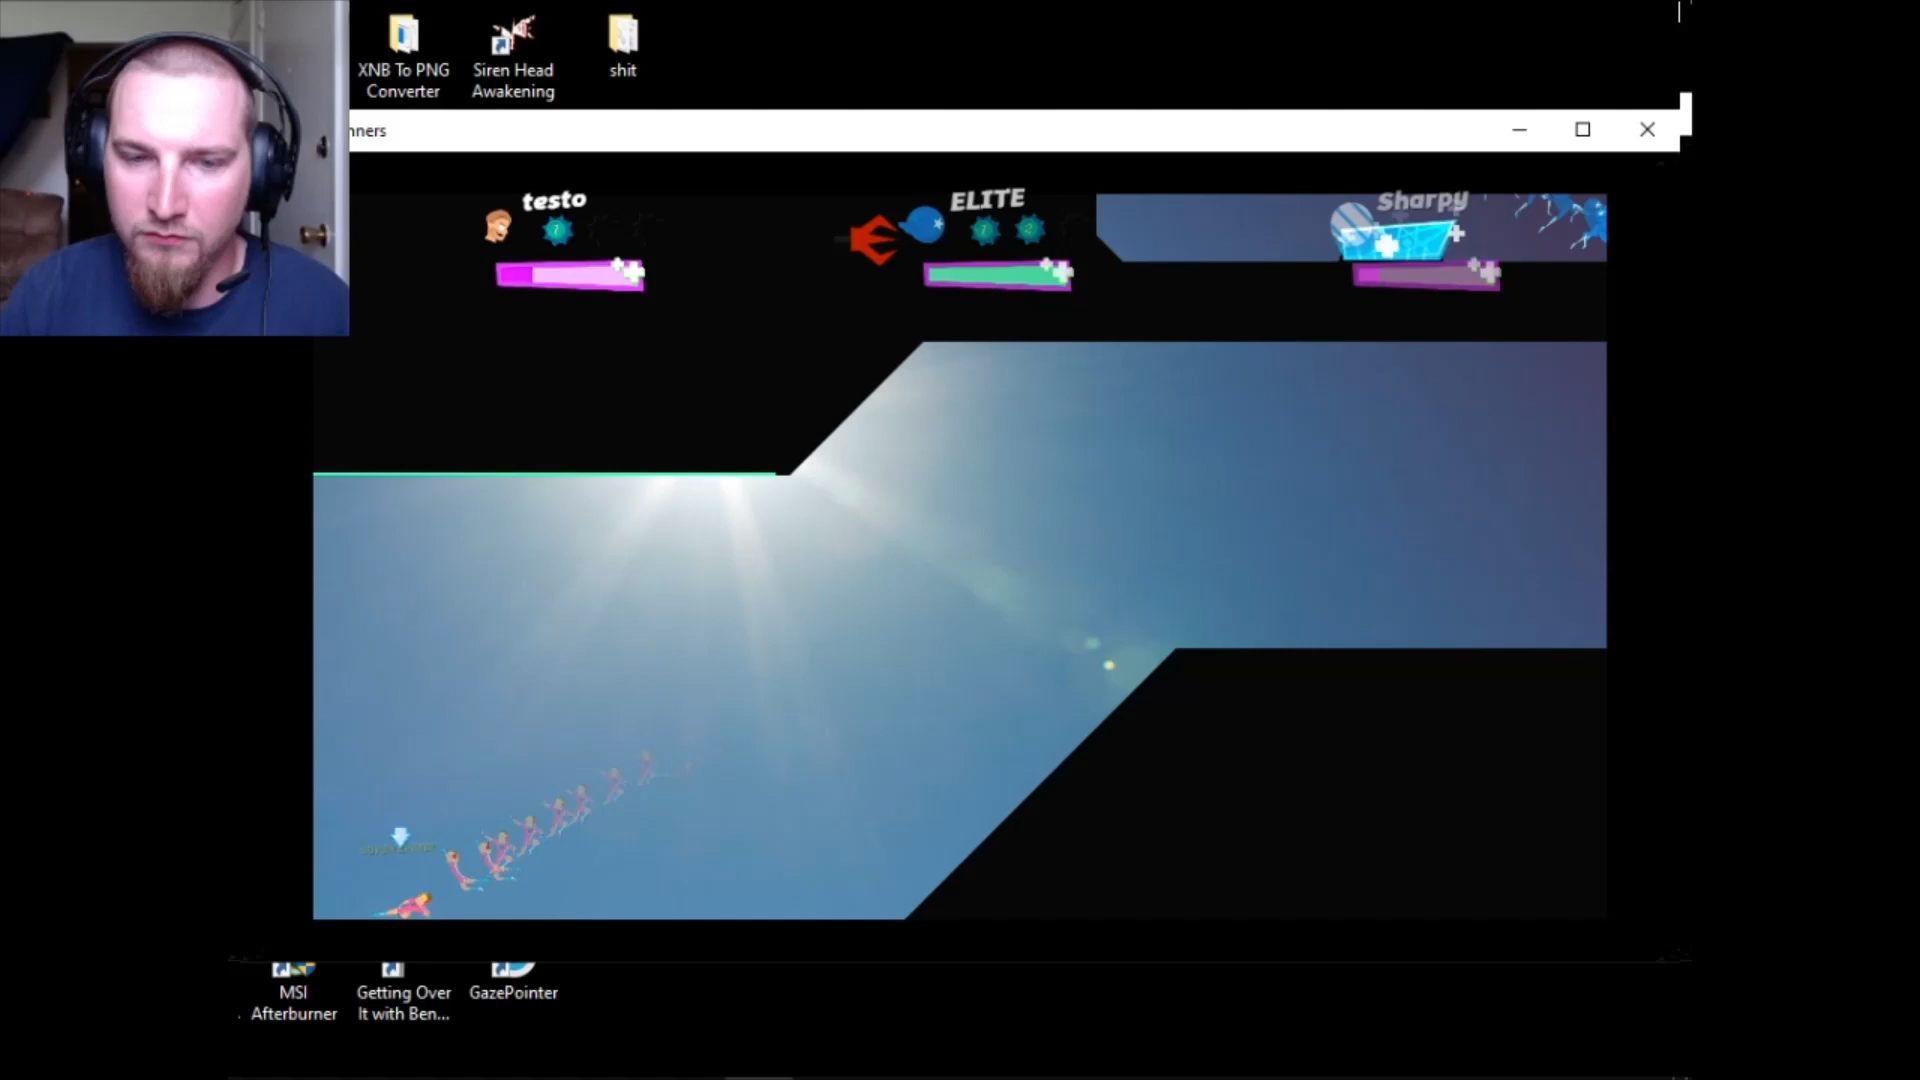 XNB To PNG
Converter
Siren Head
Awakening
shit
nners
testo
ELITE
Sharpy
MSI
Afterburner
Getting Over
It with Ben...
GazePointer